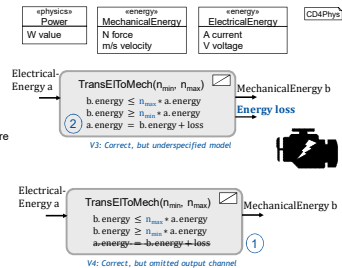 «physics»
Power
W value
«energy»
MechanicalEnergy
N force
m/s velocity
«energy»
ElectricalEnergy
A current
V voltage
CD4Phys
Electrical-
Energy a
TransElToMech(nmin, nmax)
b.energy ≤ nmax * a.energy
b.energy ≥ nmin * a.energy
2 a.energy = b.energy + loss
MechanicalEnergy b
Energy loss
re
V3: Correct, but underspecified model
Electrical-
Energy a
TransElToMech(nmin, nmax)
b.energy ≤ nmax * a.energy
b.energy ≥ nmin * a.energy
a.energy = b.energy + loss
MechanicalEnergy b
1
V4: Correct, but omitted output channel